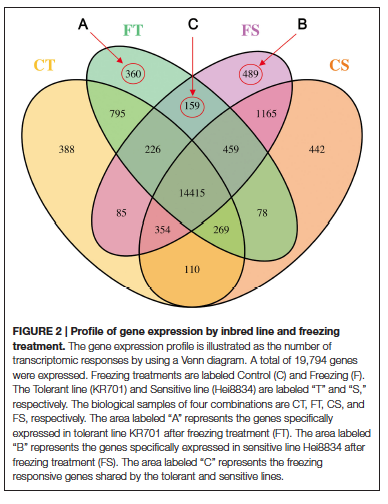 A C B
FT FS
CT CS
360 489
159
795 1165
388 226 459 442
14415
85 78
354 269
110
FIGURE 2 | Profile of gene expression by inbred line and freezing
treatment. The gene expression profile is illustrated as the number of
transcriptomic responses by using a Venn diagram. A total of 19,794 genes
were expressed. Freezing treatments are labeled Control (C) and Freezing (F).
The Tolerant line (KR701) and Sensitive line (Hei8834) are labeled “T” and “S,”
respectively. The biological samples of four combinations are CT, FT, CS, and
FS, respectively. The area labeled “A” represents the genes specifically
expressed in tolerant line KR701 after freezing treatment (FT). The area labeled
“B” represents the genes specifically expressed in sensitive line Hei8834 after
freezing treatment (FS). The area labeled “C” represents the freezing
responsive genes shared by the tolerant and sensitive lines.